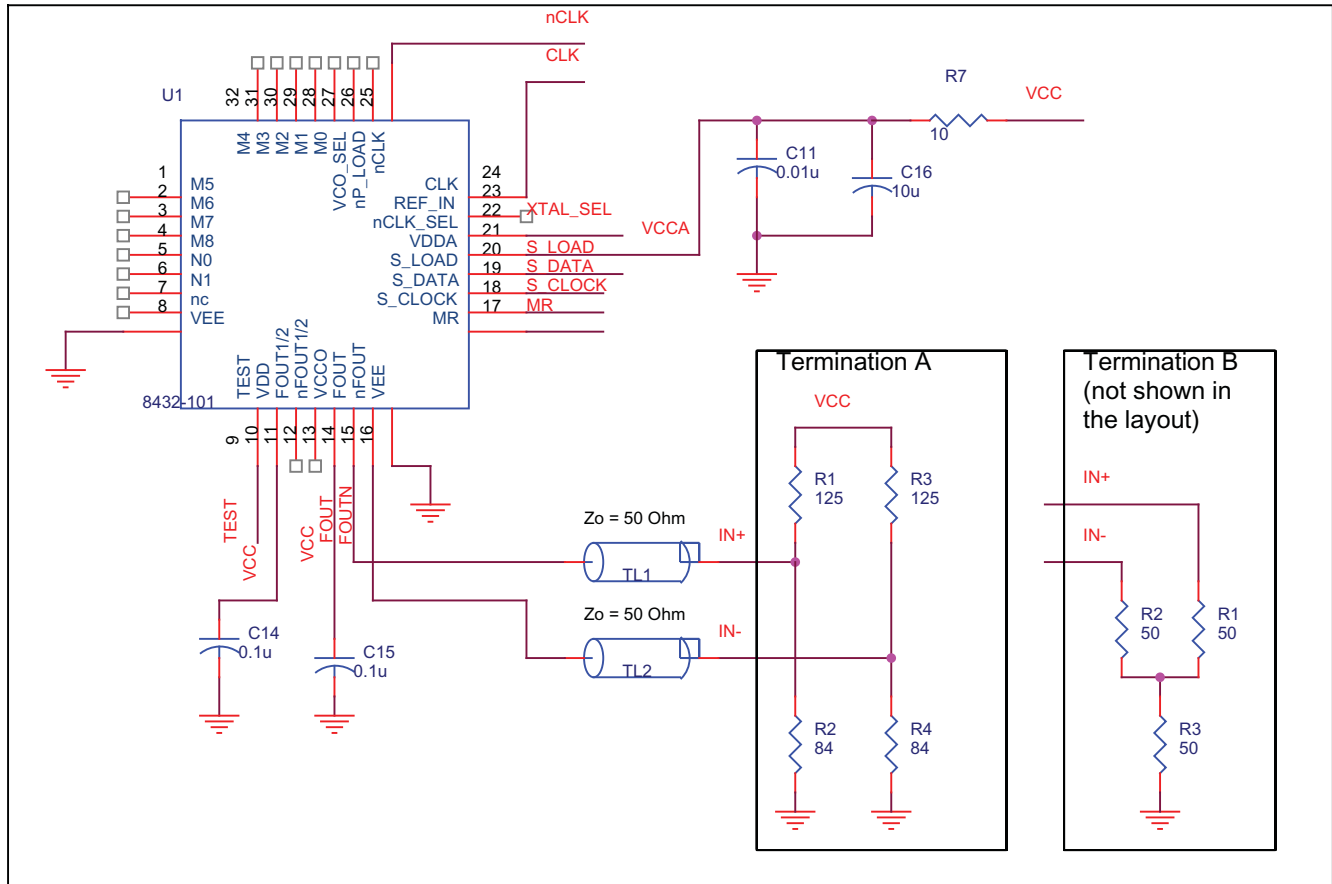 nCLK
CLK
U1
32
31
30
29
28
27
26
25
M4
M3
M2
M1
M0
VCO_SEL
nP_LOAD
nCLK
R7
10
VCC
C11
0.01u
C16
10u
1
2
3
4
5
6
7
8
M5
M6
M7
M8
N0
N1
nc
VEE
CLK
REF_IN
nCLK_SEL
VDDA
S_LOAD
S_DATA
S_CLOCK
MR
24
23
22
21
20
19
18
17
XTAL_SEL
VCCA
S_LOAD
S_DATA
S_CLOCK
MR
TEST
VDD
FOUT1/2
nFOUT1/2
VCCO
FOUT
nFOUT
VEE
8432-101
9
10
11
12
13
14
15
16
TEST
VCC
VCC
FOUT
FOUTN
C14
0.1u
C15
0.1u
Zo = 50 Ohm
TL1
IN+
Zo = 50 Ohm
TL2
IN-
Termination A
VCC
R1
125
R3
125
R2
84
R4
84
Termination B
(not shown in
the layout)
IN+
IN-
R2
50
R1
50
R3
50